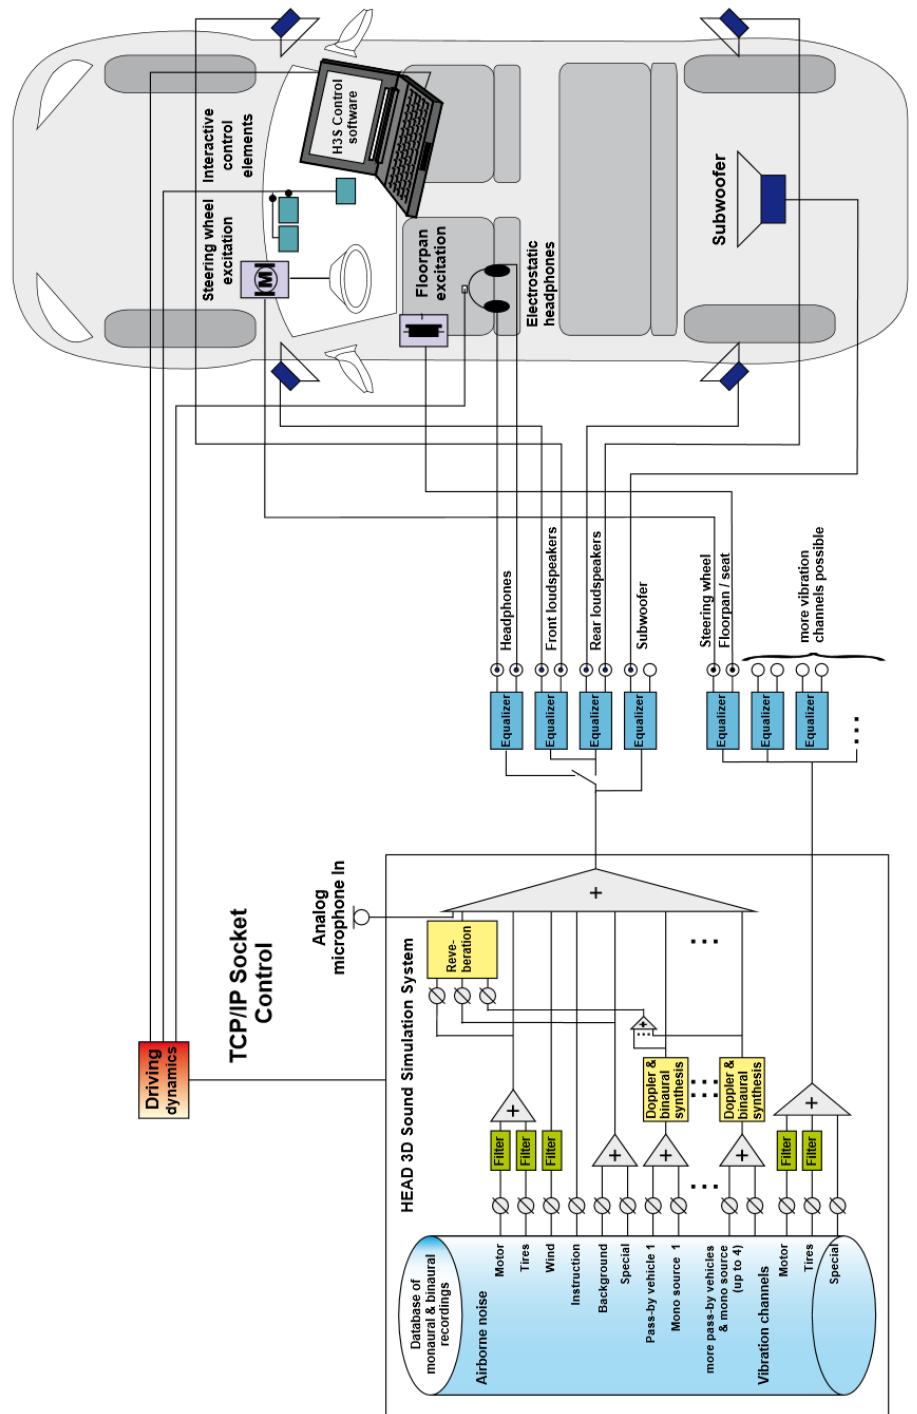 Database of
monaural & binaural
recordings
Airborne noise
Motor
Tires
Wind
Instruction
Background
Special
Pass-by vehicle 1
Mono source 1
more pass-by vehicles
& mono source
(up to 4)
Vibration channels
Motor
Tires
Special
HEAD 3D Sound Simulation System
Filter
Filter
Filter
+
+
+
+
Filter
Filter
+
Doppler &
binaural
synthesis
Doppler &
binaural
synthesis
+
Reve-
beration
+
Driving
dynamics
TCP/IP Socket
Control
Analog
microphone In
Equalizer
Equalizer
Equalizer
Equalizer
Equalizer
Equalizer
Equalizer
Headphones
Front loudspeakers
Rear loudspeakers
Subwoofer
Steering wheel
Floorpan / seat
more vibration
channels possible
Steering wheel
excitation
Interactive
control
elements
M
H3S Control
software
Floorpan
excitation
Electrostatic
headphones
Subwoofer